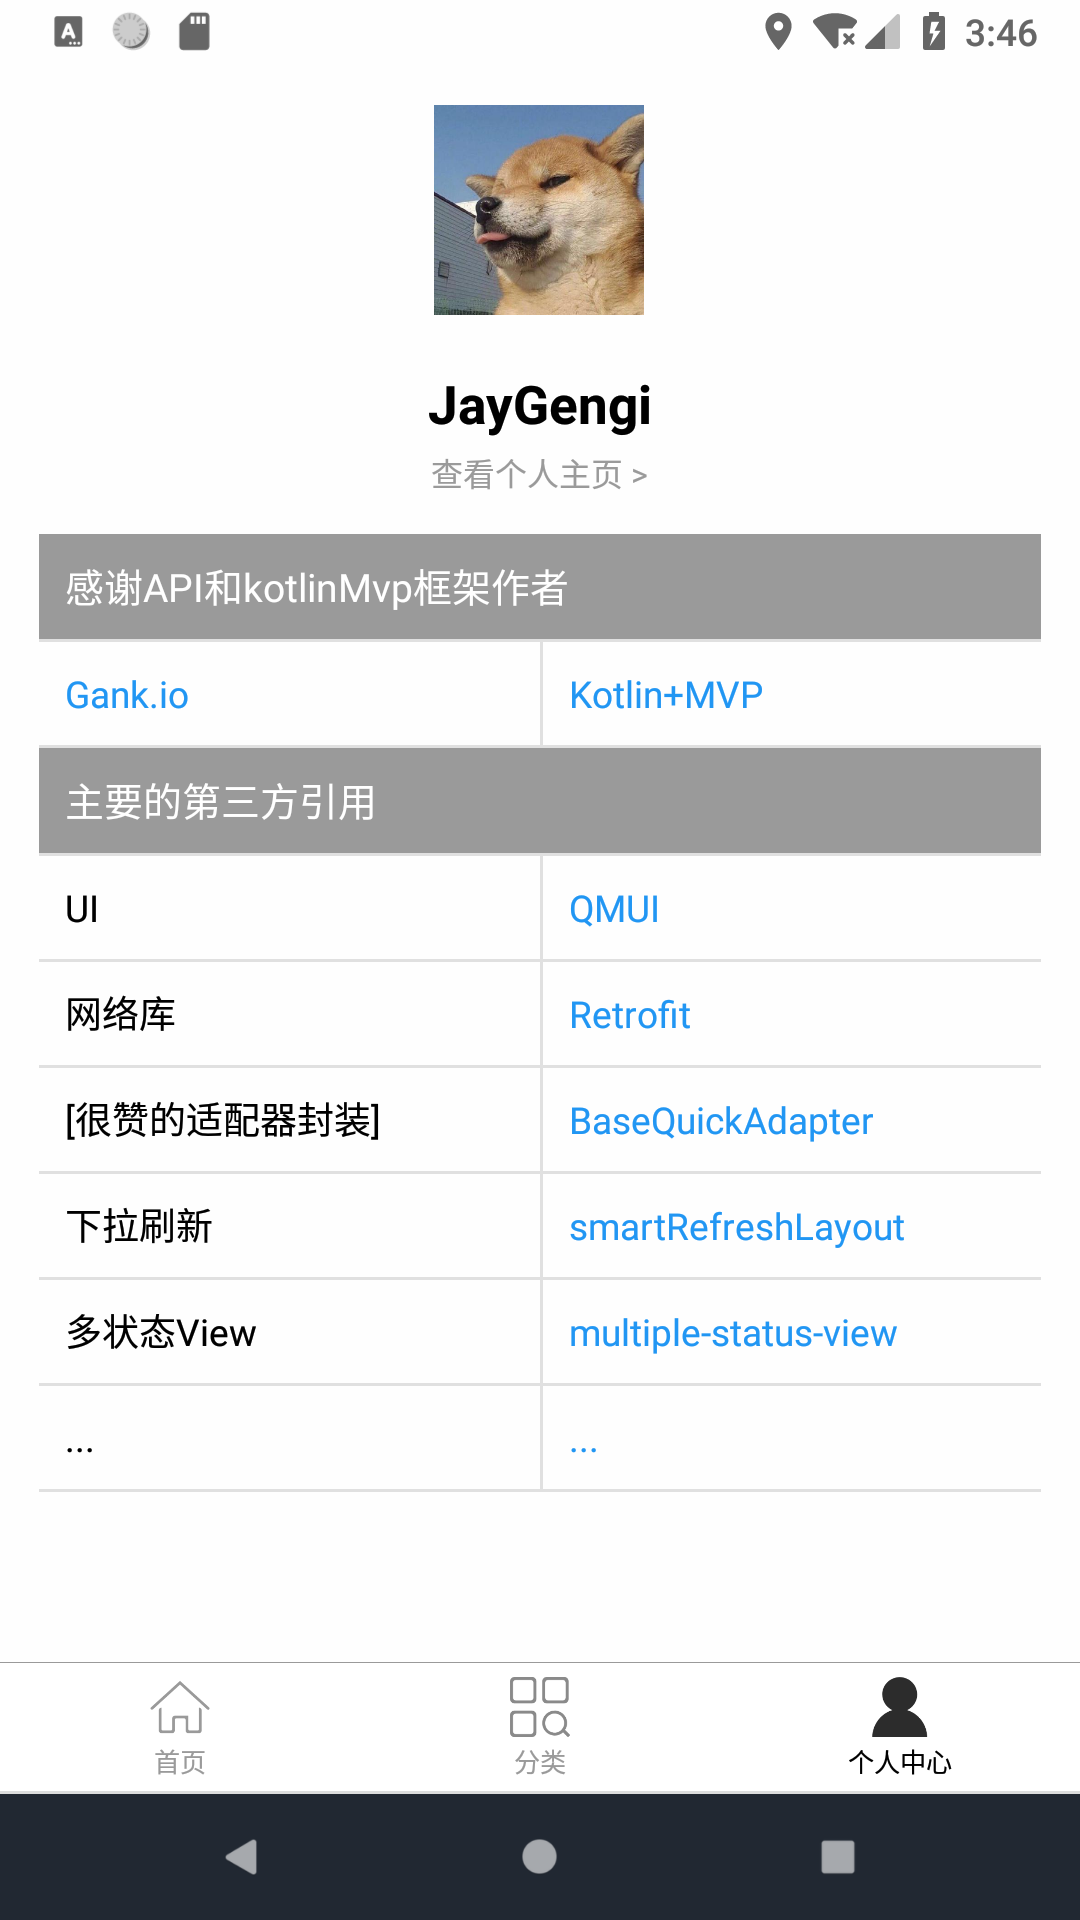 3:46
JayGengi
查看个人主页 >
感谢API和kotlinMvp框架作者
Gank.io
Kotlin+MVP
主要的第三方引用
UI
QMUI
网络库
Retrofit
[很赞的适配器封装]
BaseQuickAdapter
下拉刷新
smartRefreshLayout
多状态View
multiple-status-view
...
...
首页
分类
个人中心